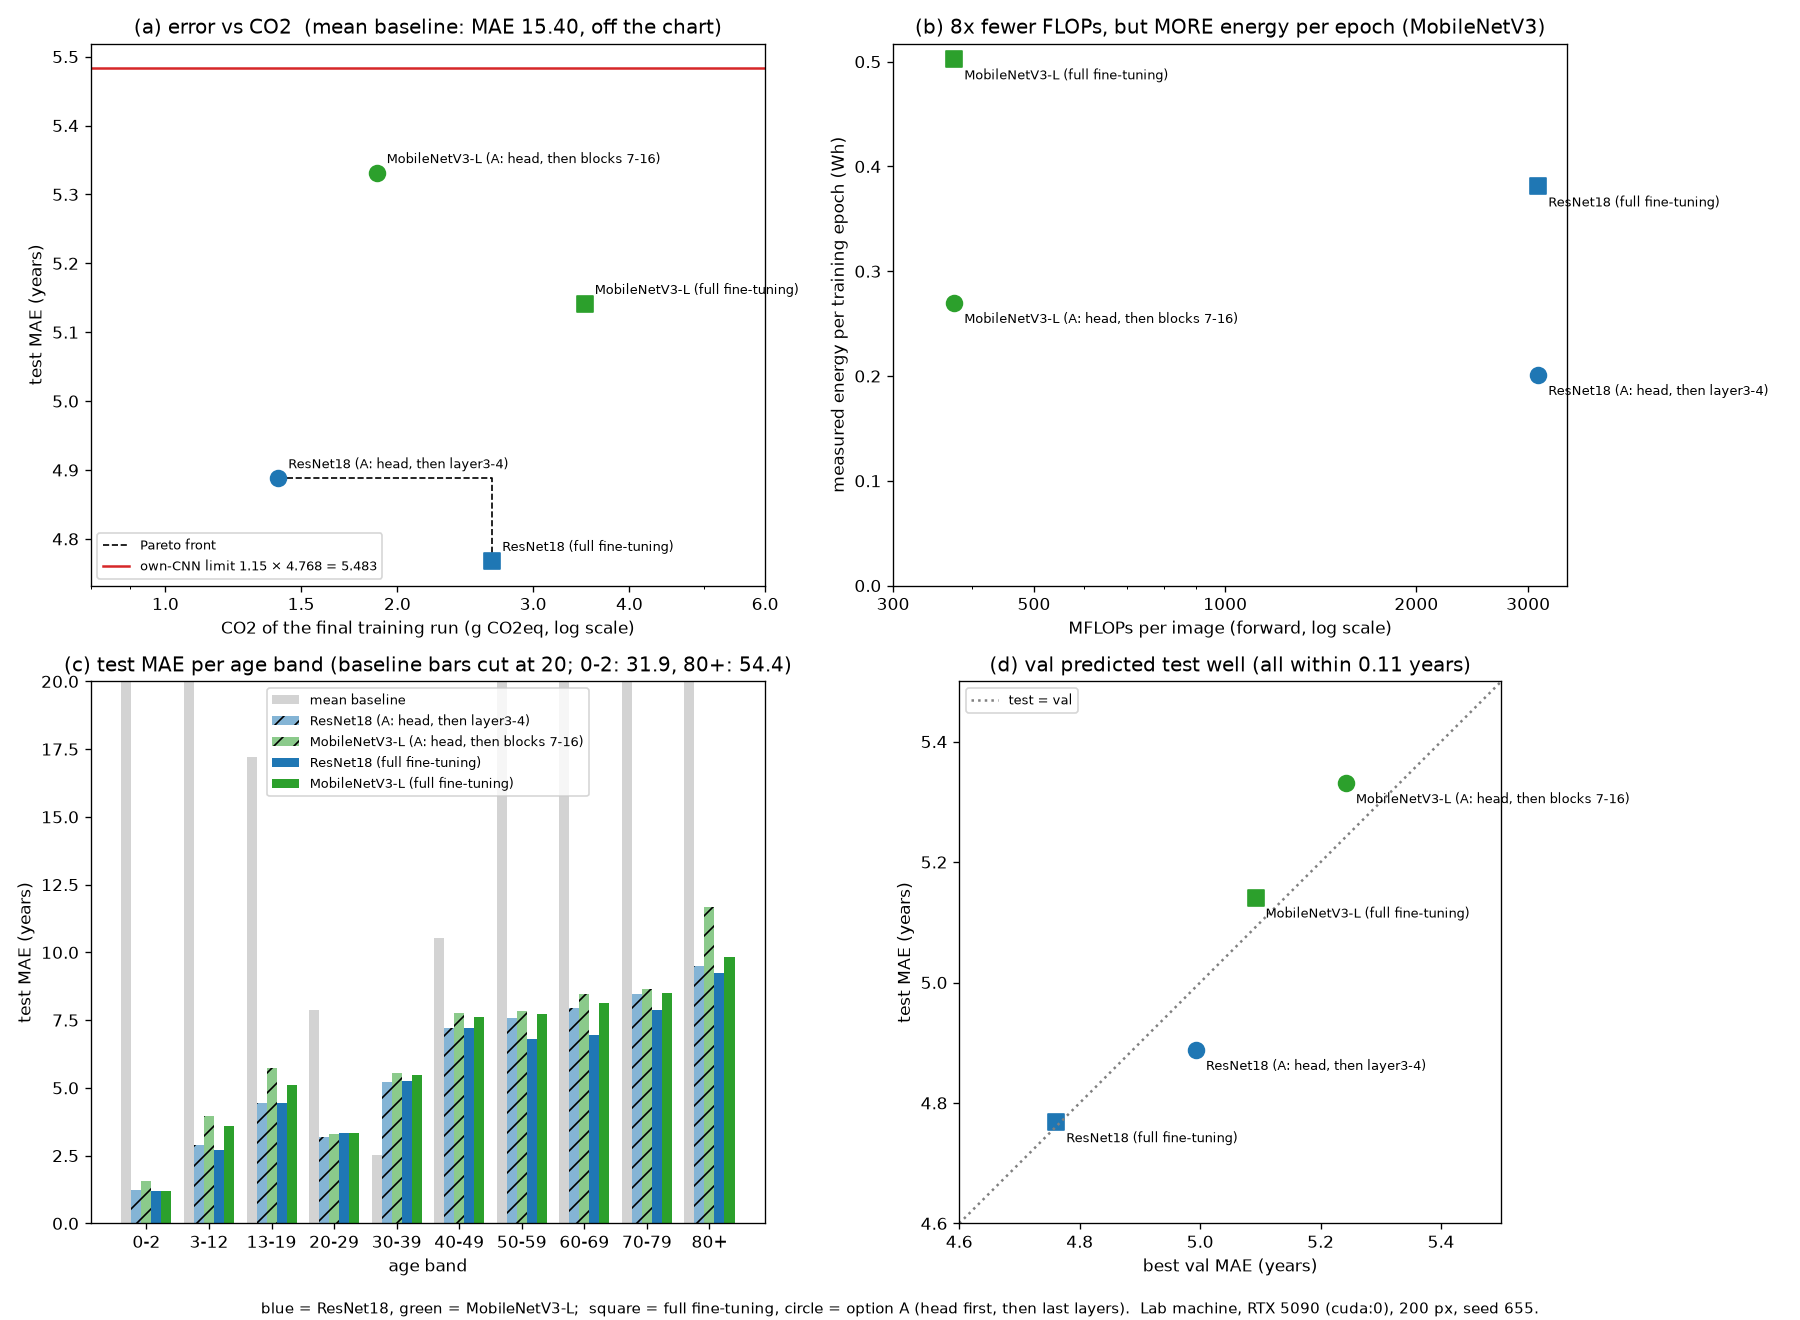 (a) error vs CO2  (mean baseline: MAE 15.40, off the chart)
5.5
5.4
5.3
5.2
5.1
5.0
4.9
4.8
test MAE (years)
MobileNetV3-L (A: head, then blocks 7-16)
MobileNetV3-L (full fine-tuning)
ResNet18 (A: head, then layer3-4)
ResNet18 (full fine-tuning)
Pareto front
own-CNN limit 1.15 × 4.768 = 5.483
1.0 1.5 2.0 3.0 4.0 6.0
CO2 of the final training run (g CO2eq, log scale)
(b) 8x fewer FLOPs, but MORE energy per epoch (MobileNetV3)
0.5
0.4
0.3
0.2
0.1
0.0
measured energy per training epoch (Wh)
MobileNetV3-L (full fine-tuning)
ResNet18 (full fine-tuning)
MobileNetV3-L (A: head, then blocks 7-16)
ResNet18 (A: head, then layer3-4)
300 500 1000 2000 3000
MFLOPs per image (forward, log scale)
(c) test MAE per age band (baseline bars cut at 20; 0-2: 31.9, 80+: 54.4)
20.0
17.5
15.0
12.5
10.0
7.5
5.0
2.5
0.0
test MAE (years)
mean baseline
ResNet18 (A: head, then layer3-4)
MobileNetV3-L (A: head, then blocks 7-16)
ResNet18 (full fine-tuning)
MobileNetV3-L (full fine-tuning)
0-2 3-12 13-19 20-29 30-39 40-49 50-59 60-69 70-79 80+
age band
(d) val predicted test well (all within 0.11 years)
test = val
5.4
5.2
5.0
4.8
4.6
test MAE (years)
MobileNetV3-L (A: head, then blocks 7-16)
MobileNetV3-L (full fine-tuning)
ResNet18 (A: head, then layer3-4)
ResNet18 (full fine-tuning)
4.6 4.8 5.0 5.2 5.4
best val MAE (years)
blue = ResNet18, green = MobileNetV3-L;  square = full fine-tuning, circle = option A (head first, then last layers).  Lab machine, RTX 5090 (cuda:0), 200 px, seed 655.